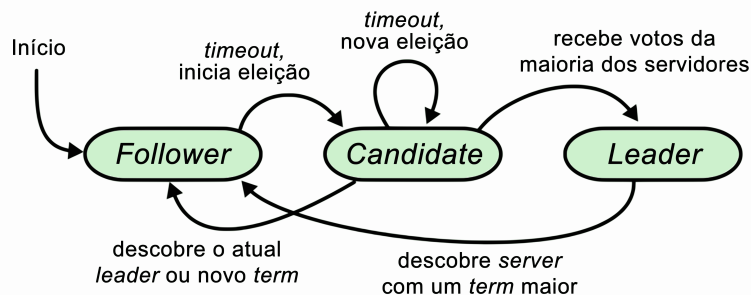 Início
timeout,
inicia eleição
timeout,
nova eleição
recebe votos da
maioria dos servidores
Follower
Candidate
Leader
descobre o atual
leader ou novo term
descobre server
com um term maior